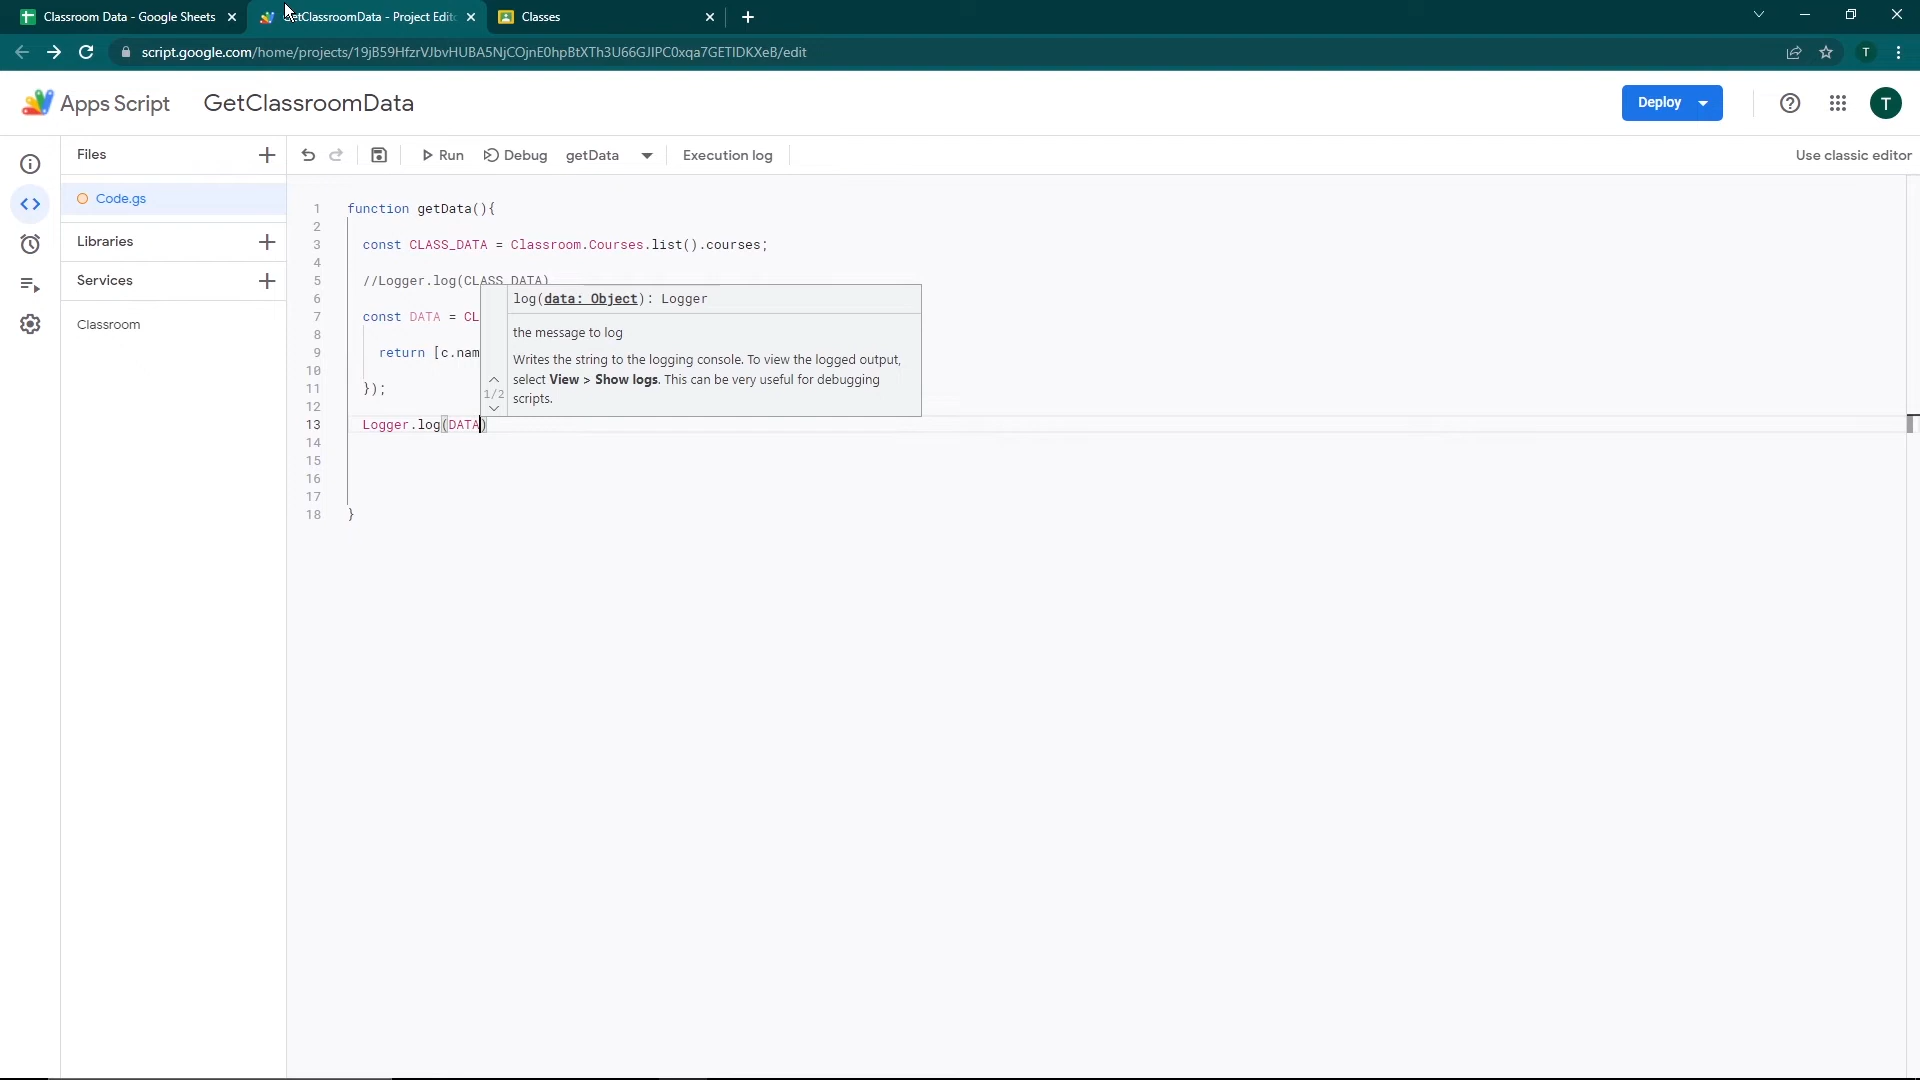 Classroom Data - Google Sheets
GetClassroomData - Project Edit
Classes
script.google.com/home/projects/19jB59HfzrVJbvHUBA5NjCOjnE0hpBtXTh3U66GJIPC0xqa7GETIDKXeB/edit
T
Apps Script
GetClassroomData
Deploy
T
Files
Run
Debug
getData
Execution log
Use classic editor
Code.gs
Libraries
Services
Classroom
1 function getData(){
2
3 const CLASS_DATA = Classroom.Courses.list().courses;
4
5 //Logger.log(CLASS_DATA)
6
7 const DATA = CL
8
9 return [c.nam
10
11 });
12
13 Logger.log(DATA)
14
15
16
17
18 }
log(data: Object): Logger
the message to log
Writes the string to the logging console. To view the logged output,
select View > Show logs. This can be very useful for debugging
scripts.
1/2